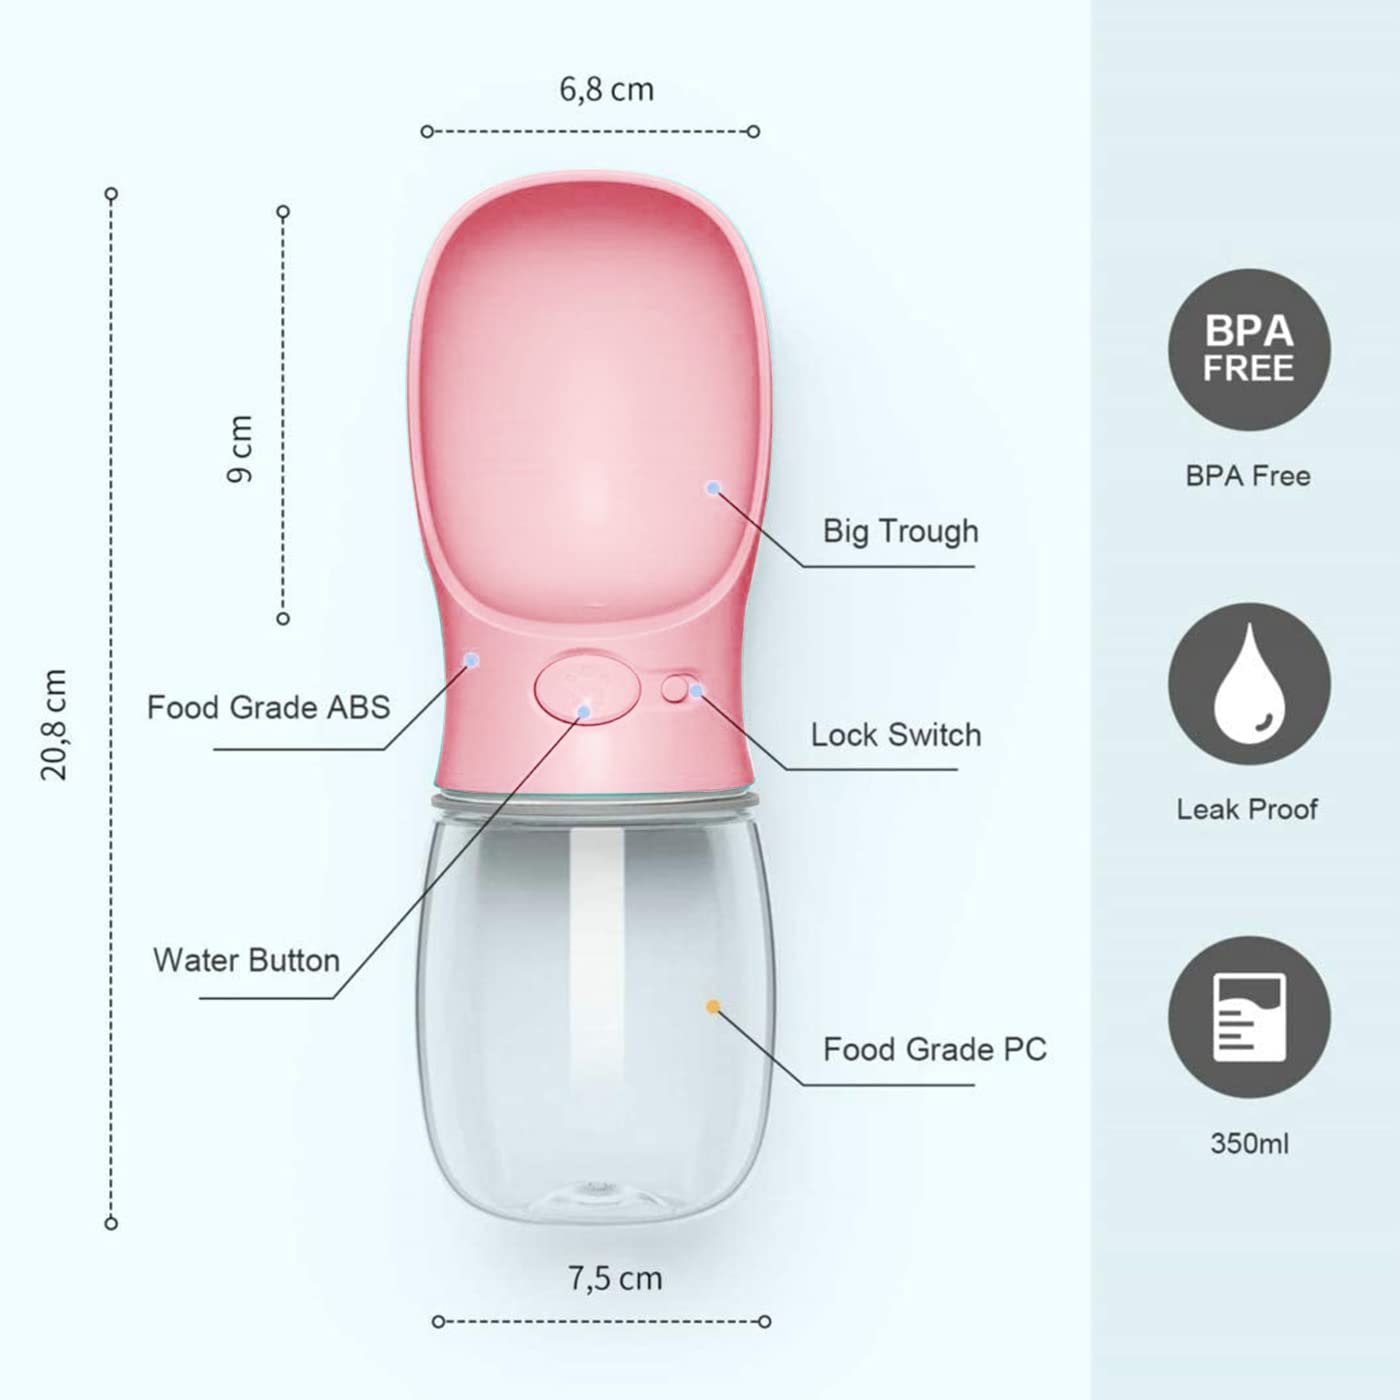 6,8 cm
9 cm
20,8 cm
Big Trough
Food Grade ABS
Lock Switch
Water Button
Food Grade PC
7,5 cm
BPA
FREE
BPA Free
Leak Proof
350ml